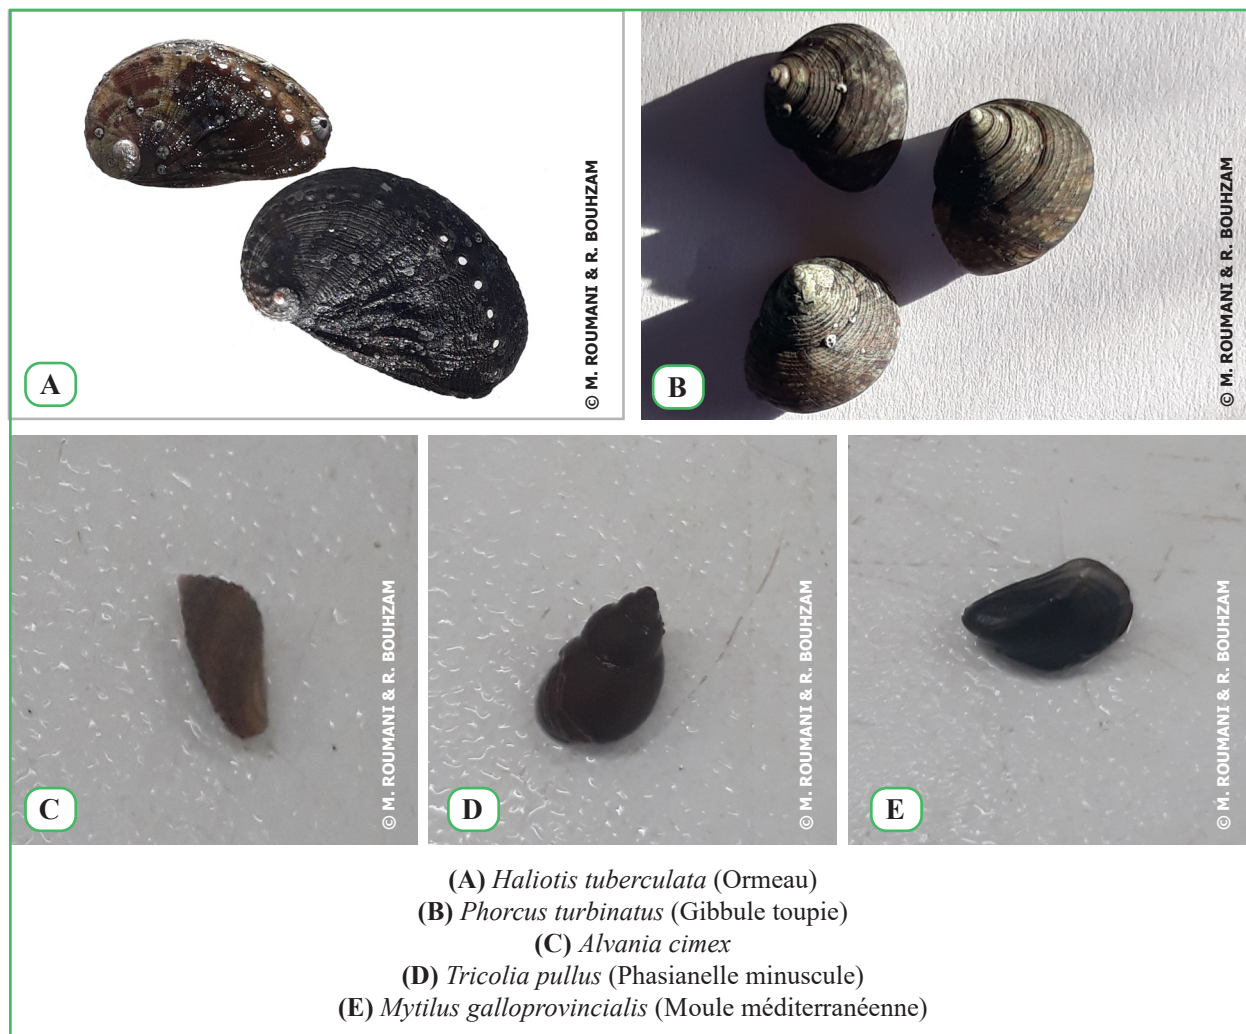 © M. ROUMANI & R. BOUHZAM
A
© M. ROUMANI & R. BOUHZAM
B
© M. ROUMANI & R. BOUHZAM
C
© M. ROUMANI & R. BOUHZAM
D
© M. ROUMANI & R. BOUHZAM
E
(A) Haliotis tuberculata (Ormeau)
(B) Phorcus turbinatus (Gibbule toupie)
(C) Alvania cimex
(D) Tricolia pullus (Phasianelle minuscule)
(E) Mytilus galloprovincialis (Moule méditerranéenne)